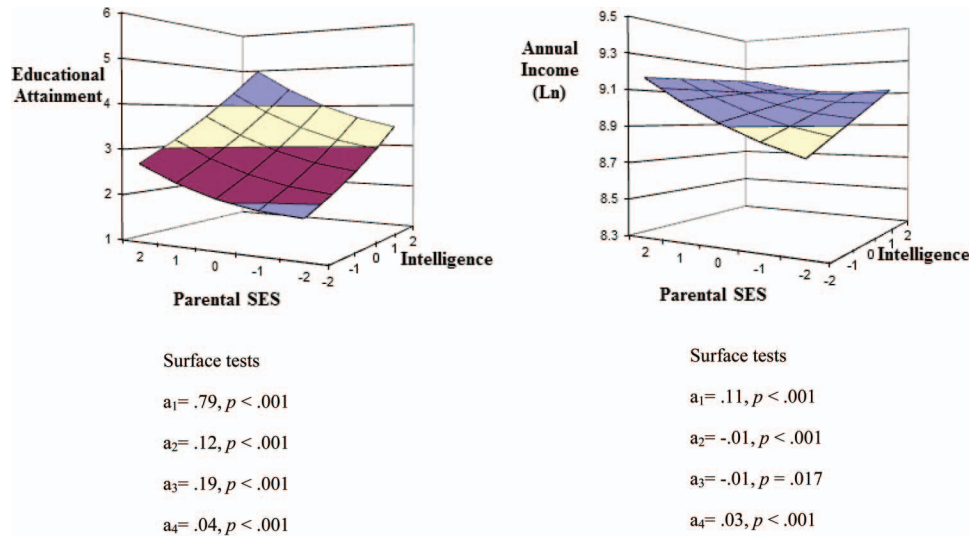 6
5
Educational
Attainment
4
3
2
1
2
1
0
-1
-2
-2
-1
0
1
2
Intelligence
Parental SES
Surface tests
a₁= .79, p < .001
a₂= .12, p < .001
a₃= .19, p < .001
a₄= .04, p < .001
9.5
9.3
Annual
Income
(Ln)
9.1
8.9
8.7
8.5
8.3
2
1
0
-1
-2
-2
-1
0
1
2
Intelligence
Parental SES
Surface tests
a₁= .11, p < .001
a₂= -.01, p < .001
a₃= -.01, p = .017
a₄= .03, p < .001